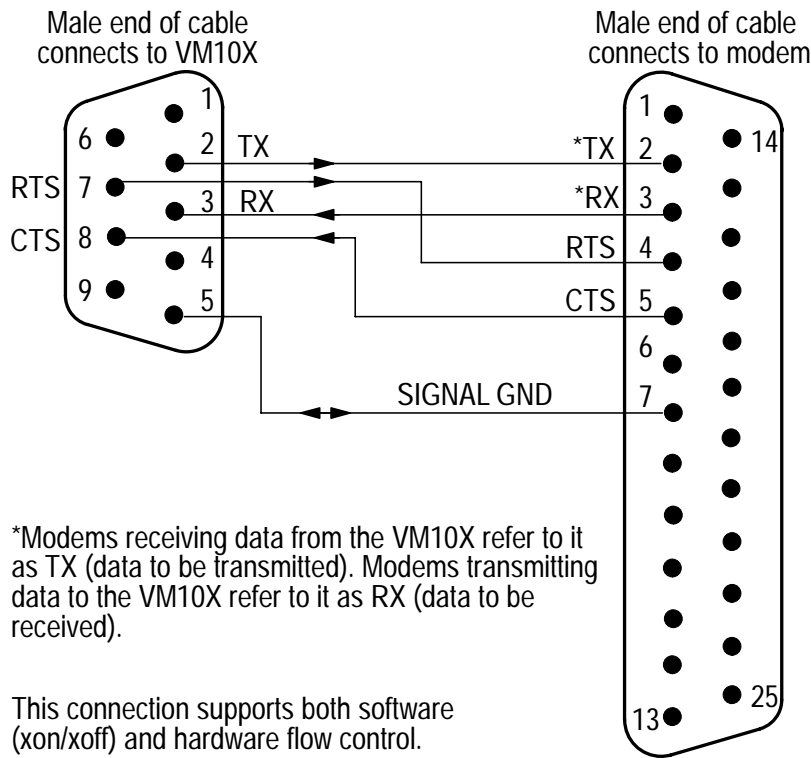 Male end of cable
connects to VM10X
Male end of cable
connects to modem
1
6
2
TX
RTS 7
3
RX
CTS 8
4
9
5
1
14
*TX 2
*RX 3
RTS 4
CTS 5
6
SIGNAL GND 7
25
13
*Modems receiving data from the VM10X refer to it
as TX (data to be transmitted). Modems transmitting
data to the VM10X refer to it as RX (data to be
received).
This connection supports both software
(xon/xoff) and hardware flow control.